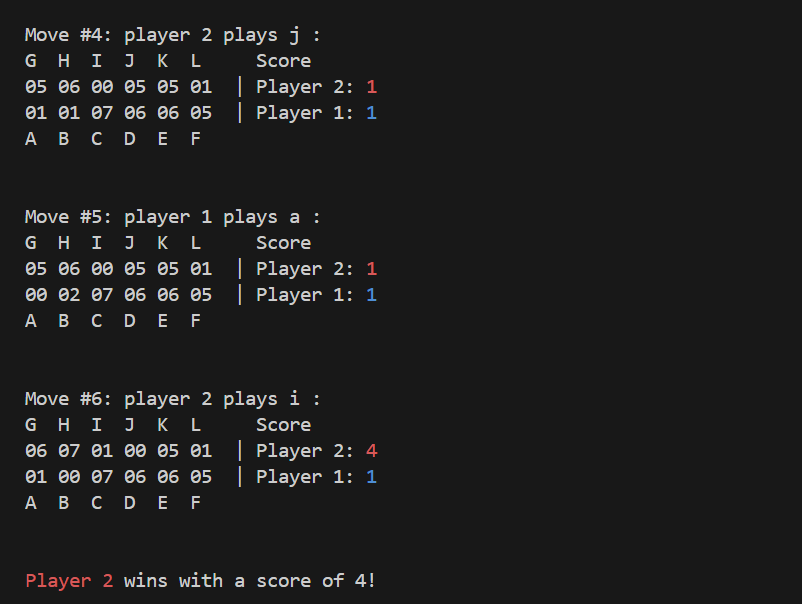 Move #4: player 2 plays j :
G H I J K L Score
05 06 00 05 05 01 | Player 2: 1
01 01 07 06 06 05 | Player 1: 1
A B C D E F
Move #5: player 1 plays a :
G H I J K L Score
05 06 00 05 05 01 | Player 2: 1
00 02 07 06 06 05 | Player 1: 1
A B C D E F
Move #6: player 2 plays i :
G H I J K L Score
06 07 01 00 05 01 | Player 2: 4
01 00 07 06 06 05 | Player 1: 1
A B C D E F
Player 2 wins with a score of 4!